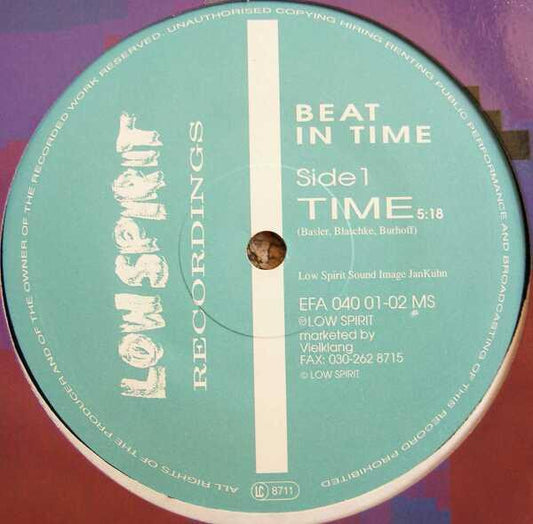 ALL RIGHTS OF THE PRODUCER AND OF THE OWNER OF THE RECORDED WORK RESERVED. UNAUTHORISED COPYING HIRING RENTING PUBLIC PERFORMANCE AND BROADCASTING OF THIS RECORD PROHIBITED
LOW SPIRIT
RECORDINGS
BEAT
IN TIME
Side 1
TIME 5:18
(Basler, Blaschke, Burhoff)
Low Spirit Sound Image JanKuhn
EFA 040 01-02 MS
℗ LOW SPIRIT
marketed by
Vielklang
FAX: 030-262 8715
© LOW SPIRIT
LC 8711